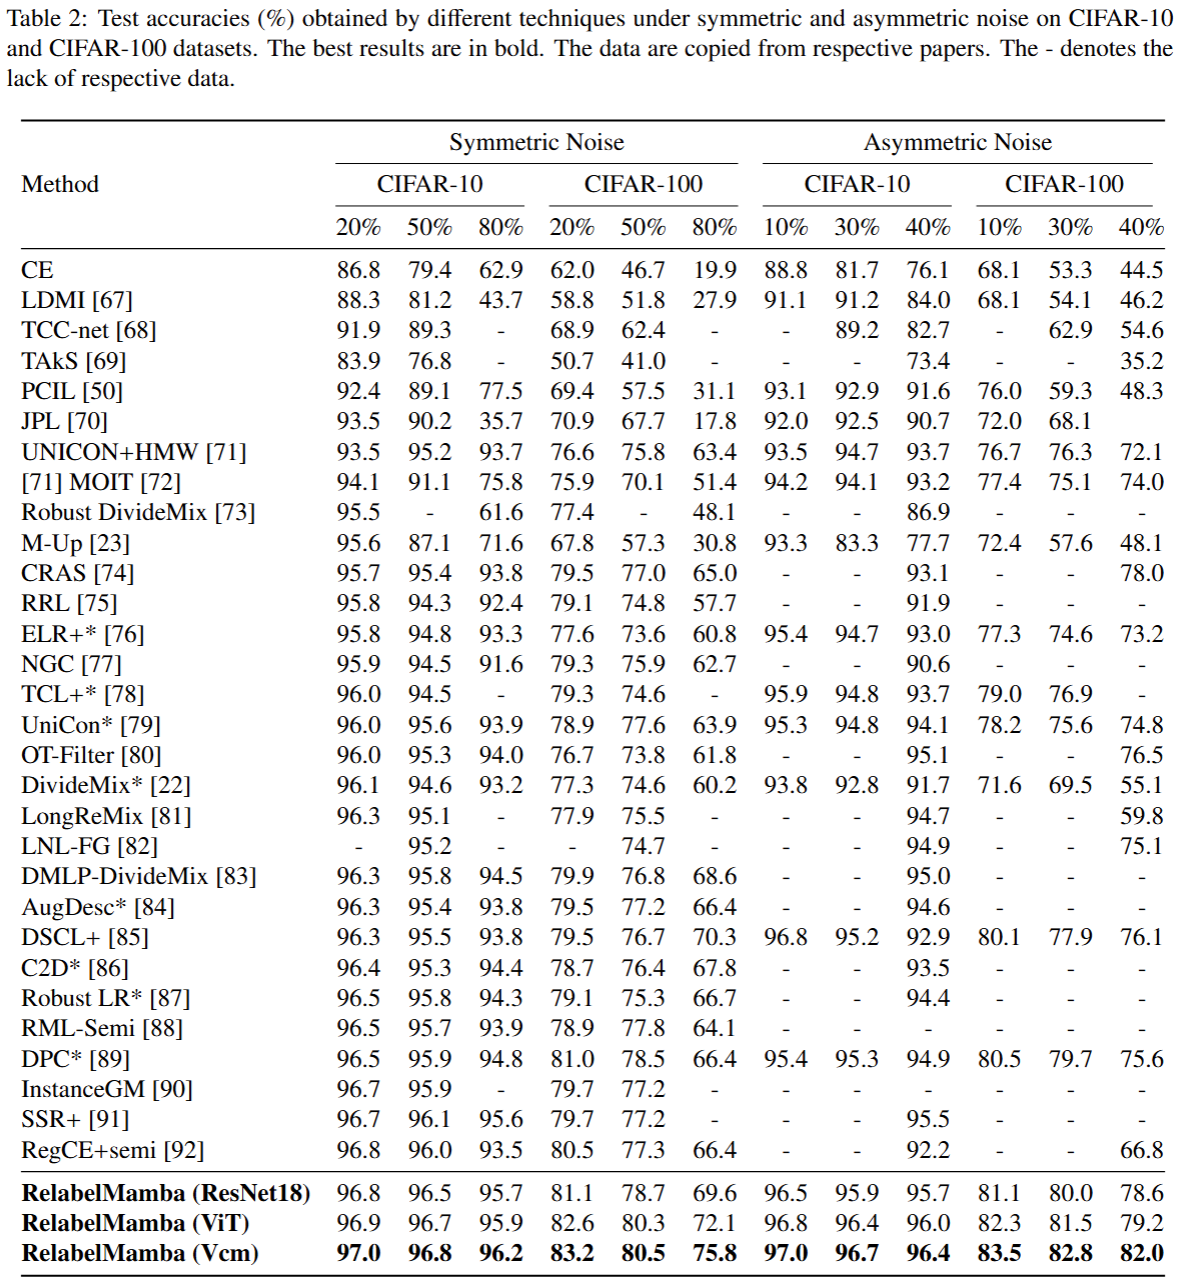 Table 2: Test accuracies (%) obtained by different techniques under symmetric and asymmetric noise on CIFAR-10
and CIFAR-100 datasets. The best results are in bold. The data are copied from respective papers. The - denotes the
lack of respective data.
Symmetric Noise Asymmetric Noise
Method CIFAR-10 CIFAR-100 CIFAR-10 CIFAR-100
20% 50% 80% 20% 50% 80% 10% 30% 40% 10% 30% 40%
CE 86.8 79.4 62.9 62.0 46.7 19.9 88.8 81.7 76.1 68.1 53.3 44.5
LDMI [67] 88.3 81.2 43.7 58.8 51.8 27.9 91.1 91.2 84.0 68.1 54.1 46.2
TCC-net [68] 91.9 89.3 - 68.9 62.4 - - 89.2 82.7 - 62.9 54.6
TAkS [69] 83.9 76.8 - 50.7 41.0 - - - 73.4 - - 35.2
PCIL [50] 92.4 89.1 77.5 69.4 57.5 31.1 93.1 92.9 91.6 76.0 59.3 48.3
JPL [70] 93.5 90.2 35.7 70.9 67.7 17.8 92.0 92.5 90.7 72.0 68.1
UNICON+HMW [71] 93.5 95.2 93.7 76.6 75.8 63.4 93.5 94.7 93.7 76.7 76.3 72.1
[71] MOIT [72] 94.1 91.1 75.8 75.9 70.1 51.4 94.2 94.1 93.2 77.4 75.1 74.0
Robust DivideMix [73] 95.5 - 61.6 77.4 - 48.1 - - 86.9 - - -
M-Up [23] 95.6 87.1 71.6 67.8 57.3 30.8 93.3 83.3 77.7 72.4 57.6 48.1
CRAS [74] 95.7 95.4 93.8 79.5 77.0 65.0 - - 93.1 - - 78.0
RRL [75] 95.8 94.3 92.4 79.1 74.8 57.7 - - 91.9 - - -
ELR+* [76] 95.8 94.8 93.3 77.6 73.6 60.8 95.4 94.7 93.0 77.3 74.6 73.2
NGC [77] 95.9 94.5 91.6 79.3 75.9 62.7 - - 90.6 - - -
TCL+* [78] 96.0 94.5 - 79.3 74.6 - 95.9 94.8 93.7 79.0 76.9 -
UniCon* [79] 96.0 95.6 93.9 78.9 77.6 63.9 95.3 94.8 94.1 78.2 75.6 74.8
OT-Filter [80] 96.0 95.3 94.0 76.7 73.8 61.8 - - 95.1 - - 76.5
DivideMix* [22] 96.1 94.6 93.2 77.3 74.6 60.2 93.8 92.8 91.7 71.6 69.5 55.1
LongReMix [81] 96.3 95.1 - 77.9 75.5 - - - 94.7 - - 59.8
LNL-FG [82] - 95.2 - - 74.7 - - - 94.9 - - 75.1
DMLP-DivideMix [83] 96.3 95.8 94.5 79.9 76.8 68.6 - - 95.0 - - -
AugDesc* [84] 96.3 95.4 93.8 79.5 77.2 66.4 - - 94.6 - - -
DSCL+ [85] 96.3 95.5 93.8 79.5 76.7 70.3 96.8 95.2 92.9 80.1 77.9 76.1
C2D* [86] 96.4 95.3 94.4 78.7 76.4 67.8 - - 93.5 - - -
Robust LR* [87] 96.5 95.8 94.3 79.1 75.3 66.7 - - 94.4 - - -
RML-Semi [88] 96.5 95.7 93.9 78.9 77.8 64.1 - - - - - -
DPC* [89] 96.5 95.9 94.8 81.0 78.5 66.4 95.4 95.3 94.9 80.5 79.7 75.6
InstanceGM [90] 96.7 95.9 - 79.7 77.2 - - - - - - -
SSR+ [91] 96.7 96.1 95.6 79.7 77.2 - - - 95.5 - - -
RegCE+semi [92] 96.8 96.0 93.5 80.5 77.3 66.4 - - 92.2 - - 66.8
RelabelMamba (ResNet18) 96.8 96.5 95.7 81.1 78.7 69.6 96.5 95.9 95.7 81.1 80.0 78.6
RelabelMamba (ViT) 96.9 96.7 95.9 82.6 80.3 72.1 96.8 96.4 96.0 82.3 81.5 79.2
RelabelMamba (Vcm) 97.0 96.8 96.2 83.2 80.5 75.8 97.0 96.7 96.4 83.5 82.8 82.0